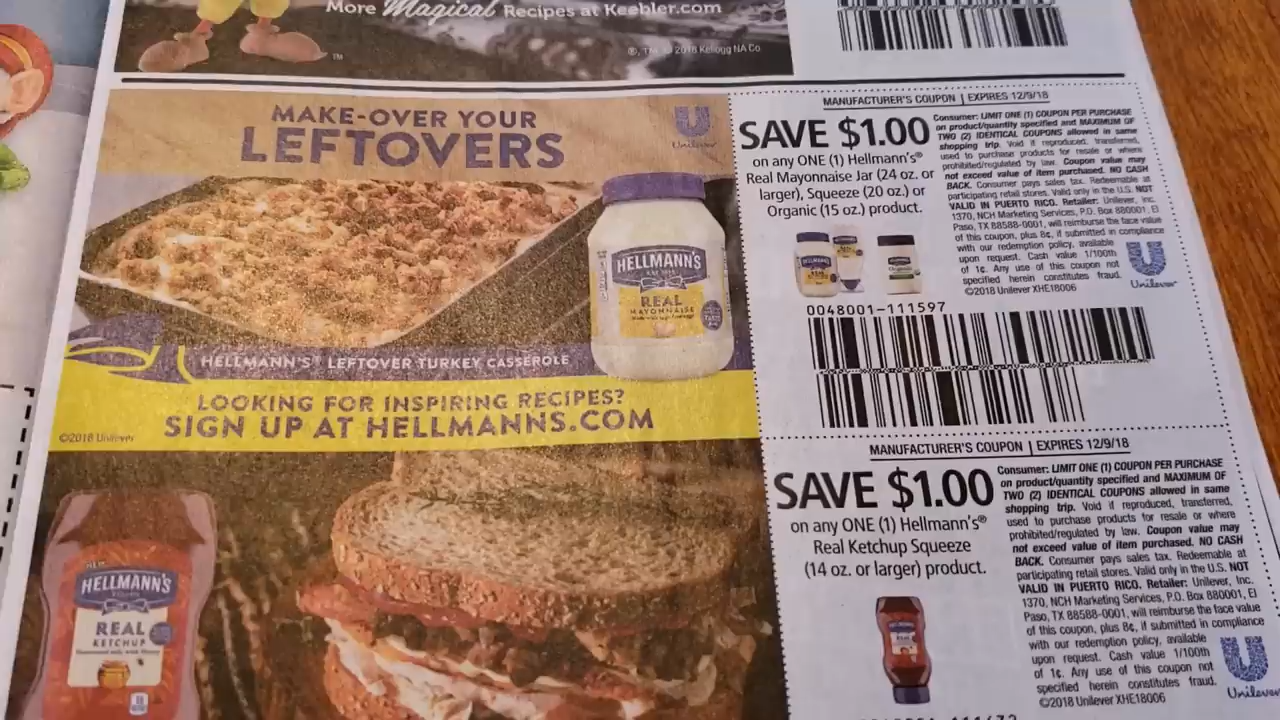 More Magical Recipes at Keebler.com
®, TM, © 2018 Kellogg NA Co
TM
MAKE-OVER YOUR
LEFTOVERS
Unilever
HELLMANN'S
REAL
MAYONNAISE
HELLMANN'S® LEFTOVER TURKEY CASSEROLE
LOOKING FOR INSPIRING RECIPES?
SIGN UP AT HELLMANNS.COM
©2018 Unilever
MANUFACTURER'S COUPON | EXPIRES 12/9/18
SAVE $1.00
on any ONE (1) Hellmann's®
Real Mayonnaise Jar (24 oz. or
larger), Squeeze (20 oz.) or
Organic (15 oz.) product.
Consumer: LIMIT ONE (1) COUPON PER PURCHASE
on product/quantity specified and MAXIMUM OF
TWO (2) IDENTICAL COUPONS allowed in same
shopping trip. Void if reproduced, transferred,
used to purchase products for resale or where
prohibited/regulated by law. Coupon value may
not exceed value of item purchased. NO CASH
BACK. Consumer pays sales tax. Redeemable at
participating retail stores. Valid only in the U.S. NOT
VALID IN PUERTO RICO. Retailer: Unilever, Inc.
1370, NCH Marketing Services, P.O. Box 880001, El
Paso, TX 88588-0001, will reimburse the face value
of this coupon, plus 8¢, if submitted in compliance
with our redemption policy, available
upon request. Cash value 1/100th
of 1¢. Any use of this coupon not
specified herein constitutes fraud.
©2018 Unilever XHE18006
Unilever
0048001-111597
MANUFACTURER'S COUPON | EXPIRES 12/9/18
SAVE $1.00
on any ONE (1) Hellmann's®
Real Ketchup Squeeze
(14 oz. or larger) product.
Consumer: LIMIT ONE (1) COUPON PER PURCHASE
on product/quantity specified and MAXIMUM OF
TWO (2) IDENTICAL COUPONS allowed in same
shopping trip. Void if reproduced, transferred,
used to purchase products for resale or where
prohibited/regulated by law. Coupon value may
not exceed value of item purchased. NO CASH
BACK. Consumer pays sales tax. Redeemable at
participating retail stores. Valid only in the U.S. NOT
VALID IN PUERTO RICO. Retailer: Unilever, Inc.
1370, NCH Marketing Services, P.O. Box 880001, El
Paso, TX 88588-0001, will reimburse the face value
of this coupon, plus 8¢, if submitted in compliance
with our redemption policy, available
upon request. Cash value 1/100th
of 1¢. Any use of this coupon not
specified herein constitutes fraud.
©2018 Unilever XHE18006
Unilever
HELLMANN'S
REAL
KETCHUP